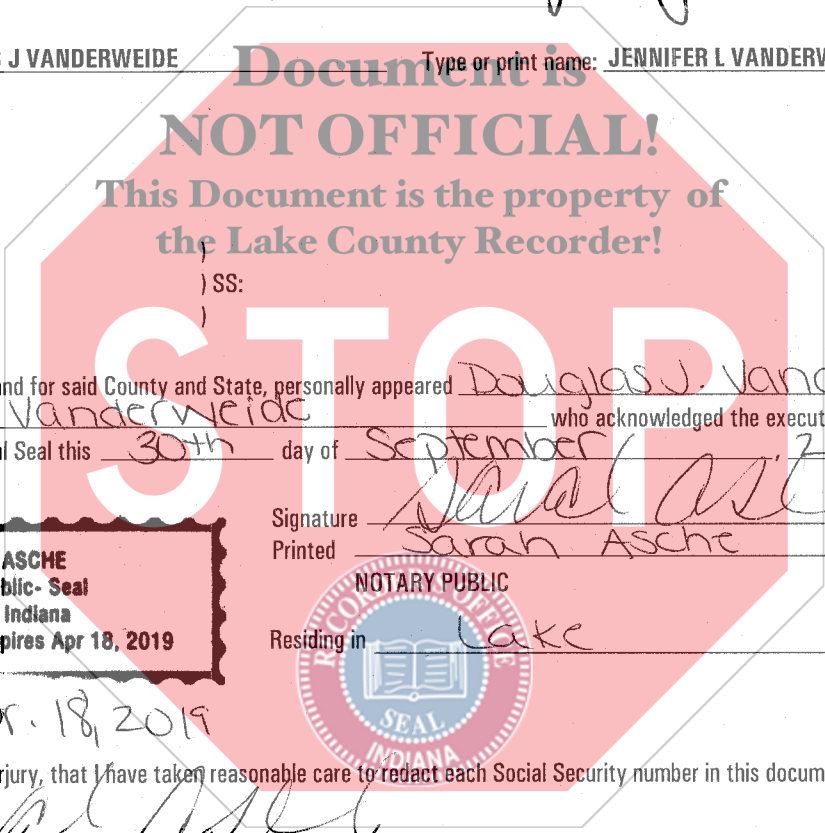 J VANDERWEIDE Type or print name: JENNIFER L VANDERW
Document is
NOT OFFICIAL!
This Document is the property of
the Lake County Recorder!
)
) SS:
)
STOP
and for said County and State, personally appeared Douglas J. Vand
Vanderweide who acknowledged the execut
l Seal this 30th day of September, 2
Signature Sarah Asc
Printed Sarah Asche
ASCHE
blic- Seal
Indiana
pires Apr 18, 2019
NOTARY PUBLIC
Residing in Lake
RECORDER'S OFFICE
SEAL
INDIANA
r. 18, 2019
rjury, that I have taken reasonable care to redact each Social Security number in this docum